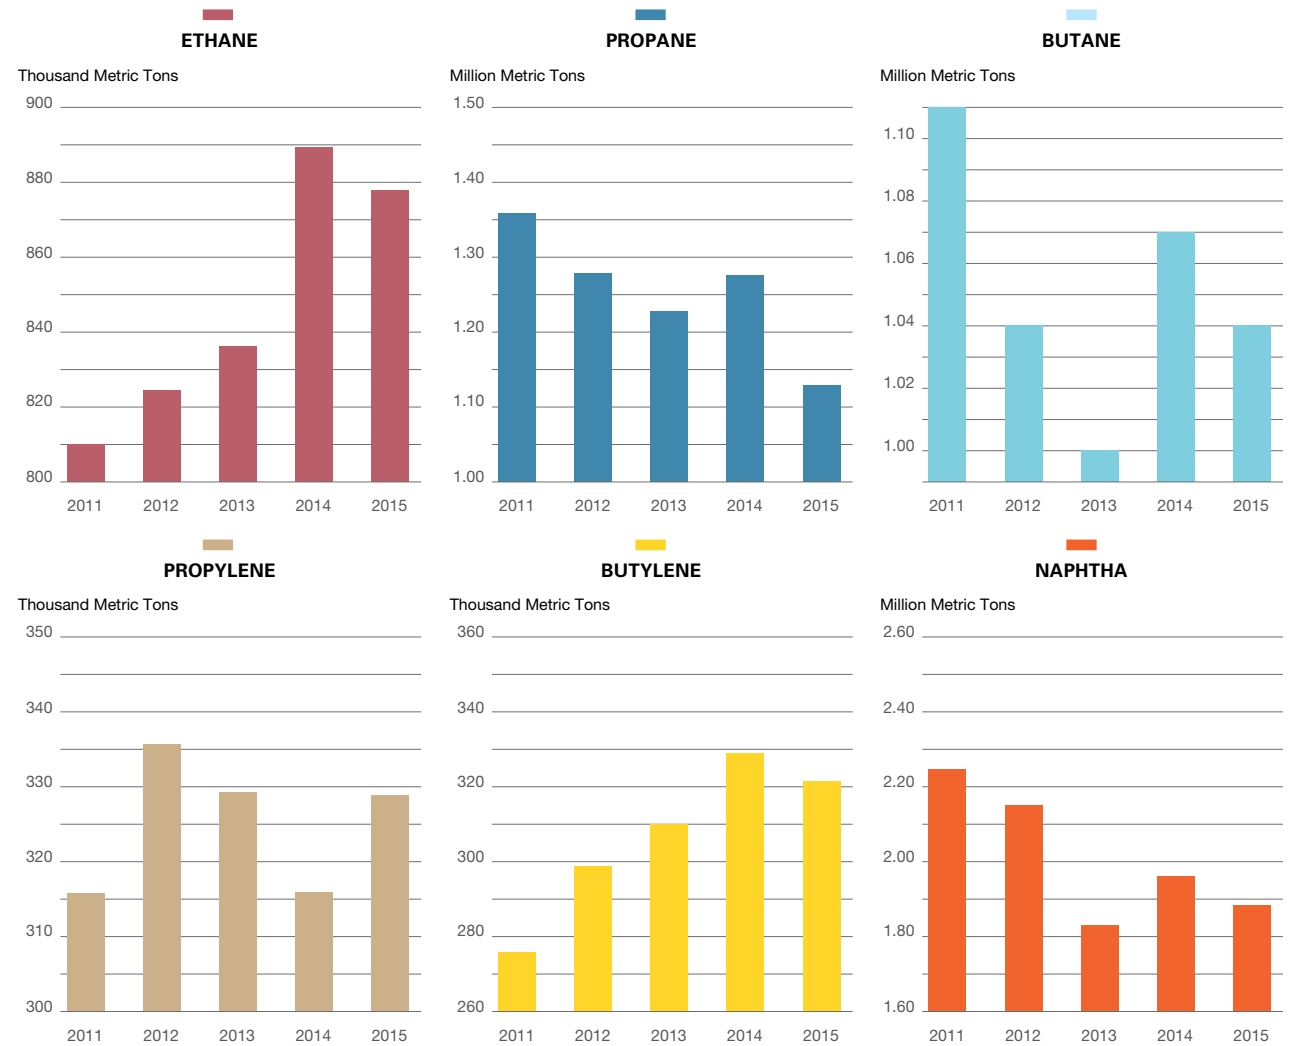 ETHANE
Thousand Metric Tons
900
880
860
840
820
800
2011 2012 2013 2014 2015
PROPANE
Million Metric Tons
1.50
1.40
1.30
1.20
1.10
1.00
2011 2012 2013 2014 2015
BUTANE
Million Metric Tons
1.10
1.08
1.06
1.04
1.02
1.00
2011 2012 2013 2014 2015
PROPYLENE
Thousand Metric Tons
350
340
330
320
310
300
2011 2012 2013 2014 2015
BUTYLENE
Thousand Metric Tons
360
340
320
300
280
260
2011 2012 2013 2014 2015
NAPHTHA
Million Metric Tons
2.60
2.40
2.20
2.00
1.80
1.60
2011 2012 2013 2014 2015